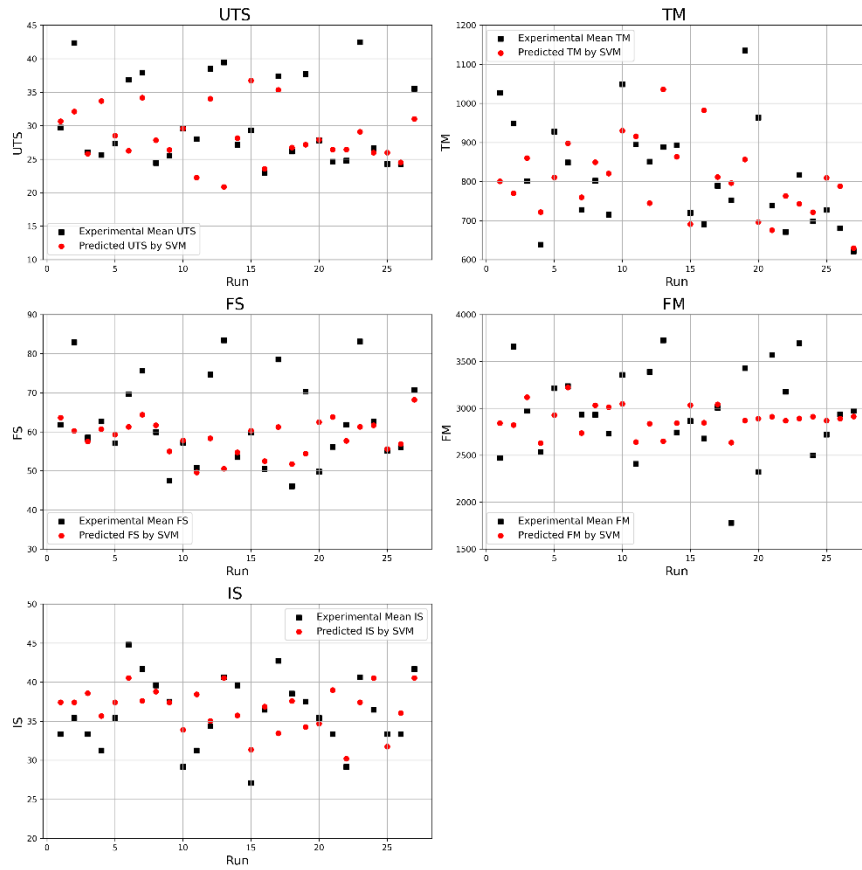 UTS
TM
45
40
35
30
25
20
15
10
UTS
Experimental Mean UTS
Predicted UTS by SVM
0
5
10
15
20
25
Run
1200
1100
1000
900
800
700
600
TM
Experimental Mean TM
Predicted TM by SVM
0
5
10
15
20
25
Run
FS
FM
90
80
70
60
50
40
30
FS
Experimental Mean FS
Predicted FS by SVM
0
5
10
15
20
25
Run
4000
3500
3000
2500
2000
1500
FM
Experimental Mean FM
Predicted FM by SVM
0
5
10
15
20
25
Run
IS
50
45
40
35
30
25
20
IS
Experimental Mean IS
Predicted IS by SVM
0
5
10
15
20
25
Run